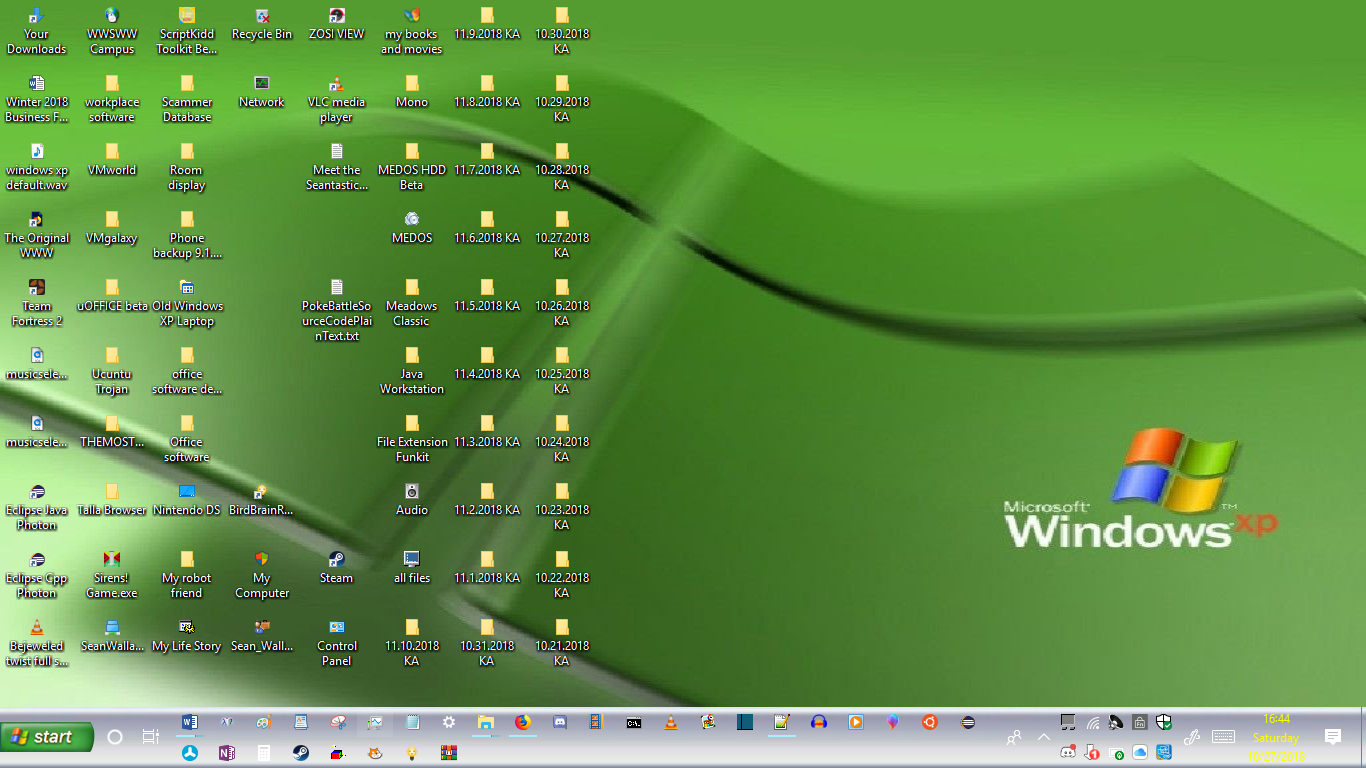 Your
Downloads
WWSWW
Campus
ScriptKidd
Toolkit Be...
Recycle Bin
ZOSI VIEW
my books
and movies
11.9.2018 KA
10.30.2018
KA
Winter 2018
Business F...
workplace
software
Scammer
Database
Network
VLC media
player
Mono
11.8.2018 KA
10.29.2018
KA
windows xp
default.wav
VMworld
Room
display
Meet the
Seantastic...
MEDOS HDD
Beta
11.7.2018 KA
10.28.2018
KA
The Original
WWW
VMgalaxy
Phone
backup 9.1....
MEDOS
11.6.2018 KA
10.27.2018
KA
Team
Fortress 2
uOFFICE beta
Old Windows
XP Laptop
PokeBattleSo
urceCodePlai
nText.txt
Meadows
Classic
11.5.2018 KA
10.26.2018
KA
musicsele...
Ucuntu
Trojan
office
software de...
Java
Workstation
11.4.2018 KA
10.25.2018
KA
musicsele...
THEMOST...
Office
software
File Extension
Funkit
11.3.2018 KA
10.24.2018
KA
Eclipse Java
Photon
Talla Browser
Nintendo DS
BirdBrainR...
Audio
11.2.2018 KA
10.23.2018
KA
Eclipse Cpp
Photon
Sirens!
Game.exe
My robot
friend
My
Computer
Steam
all files
11.1.2018 KA
10.22.2018
KA
Bejeweled
twist full s...
SeanWalla...
My Life Story
Sean_Wall...
Control
Panel
11.10.2018
KA
10.31.2018
KA
10.21.2018
KA
Microsoft
Windows xp
TM
start
16:44
Saturday
10/27/2018